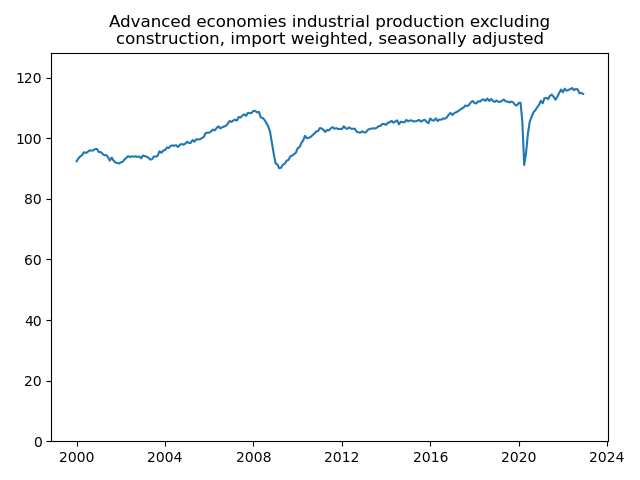 Advanced economies industrial production excluding
construction, import weighted, seasonally adjusted
120
100
80
60
40
20
0
2000 2004 2008 2012 2016 2020 2024